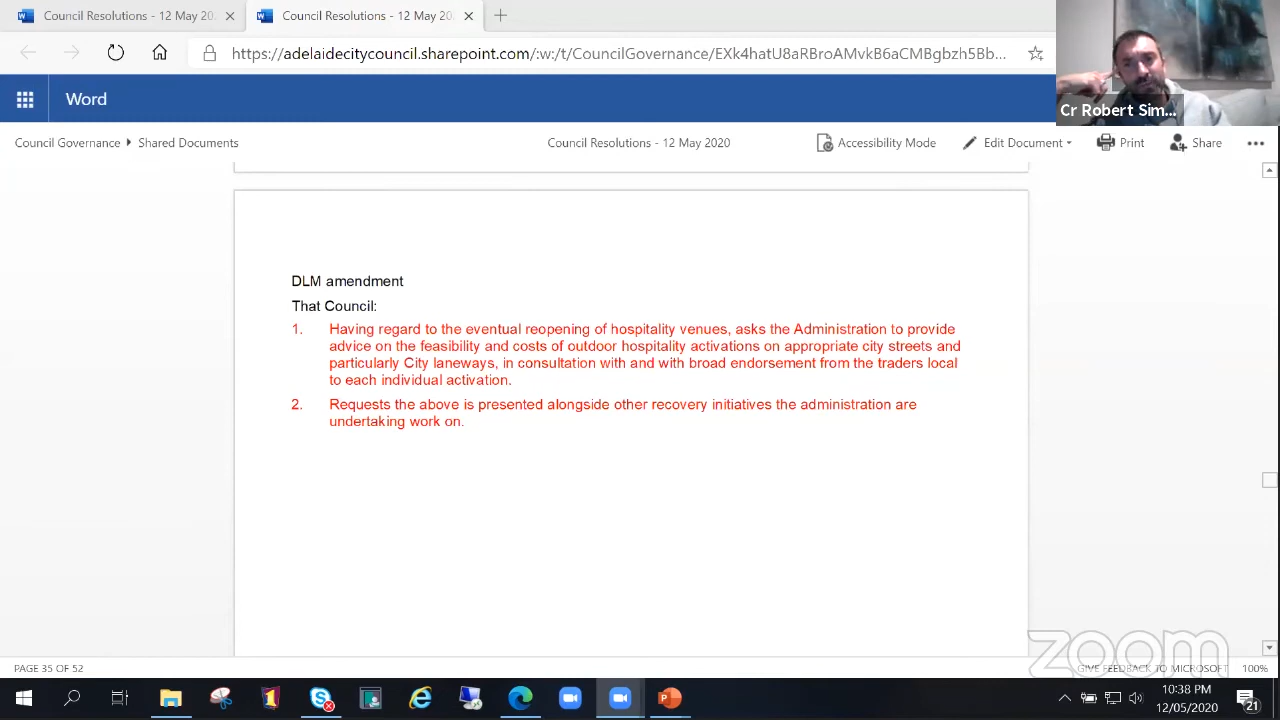 Council Resolutions - 12 May 202
Council Resolutions - 12 May 202
https://adelaidecitycouncil.sharepoint.com/:w:/t/CouncilGovernance/EXk4hatU8aRBroAMvkB6aCMBgbzh5Bb...
Word
Cr Robert Sim...
Council Governance
Shared Documents
Council Resolutions - 12 May 2020
Accessibility Mode
Edit Document
Print
Share
DLM amendment
That Council:
1. Having regard to the eventual reopening of hospitality venues, asks the Administration to provide
advice on the feasibility and costs of outdoor hospitality activations on appropriate city streets and
particularly City laneways, in consultation with and with broad endorsement from the traders local
to each individual activation.
2. Requests the above is presented alongside other recovery initiatives the administration are
undertaking work on.
zoom
PAGE 35 OF 52
GIVE FEEDBACK TO MICROSOFT
100%
10:38 PM
12/05/2020
21